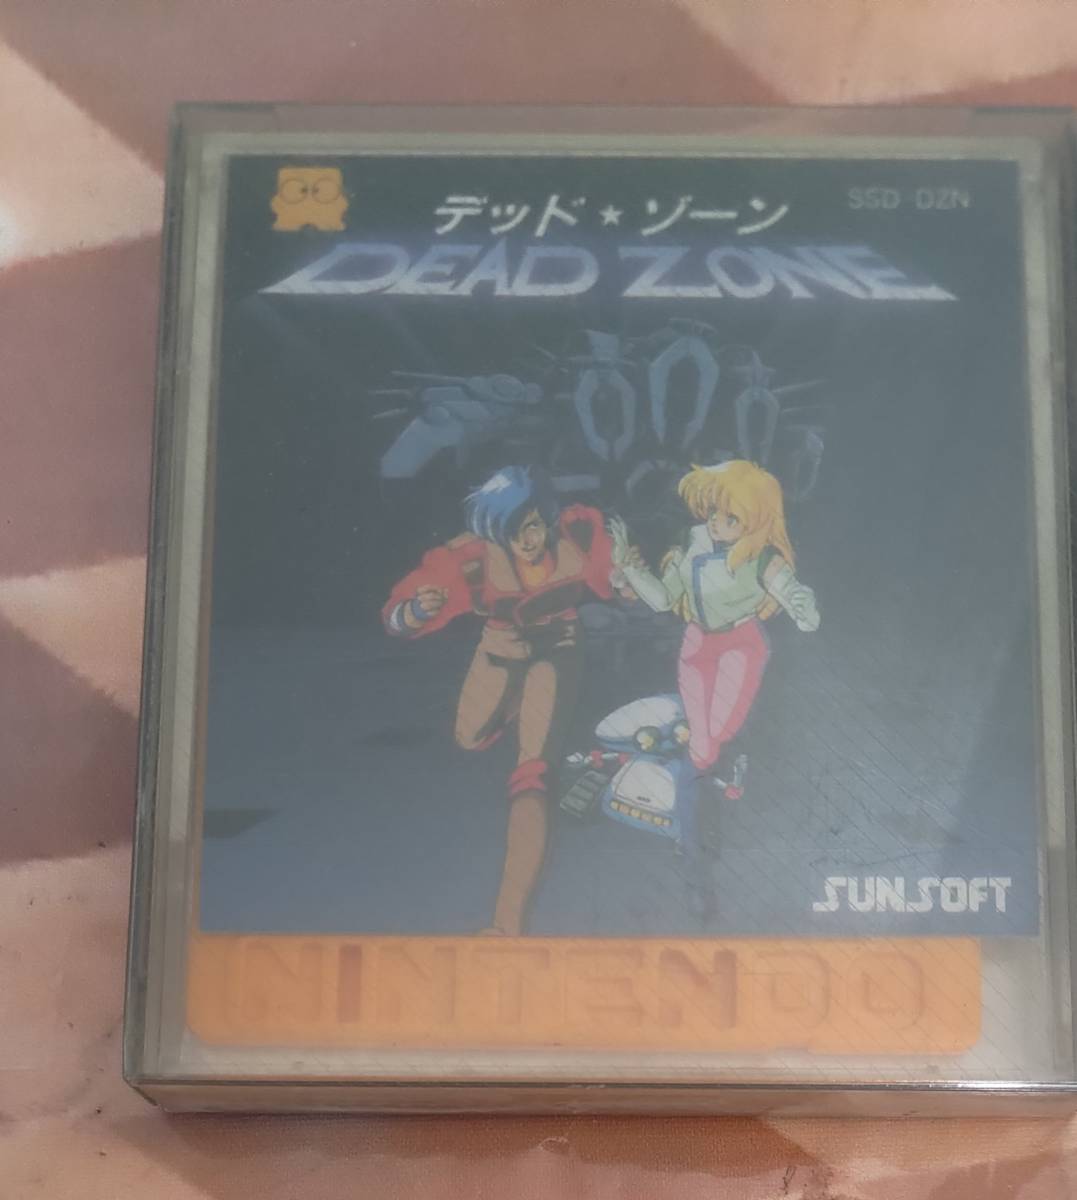 デッド★ゾーン
SSD DZN
DEAD ZONE
SUNSOFT
NINTENDO